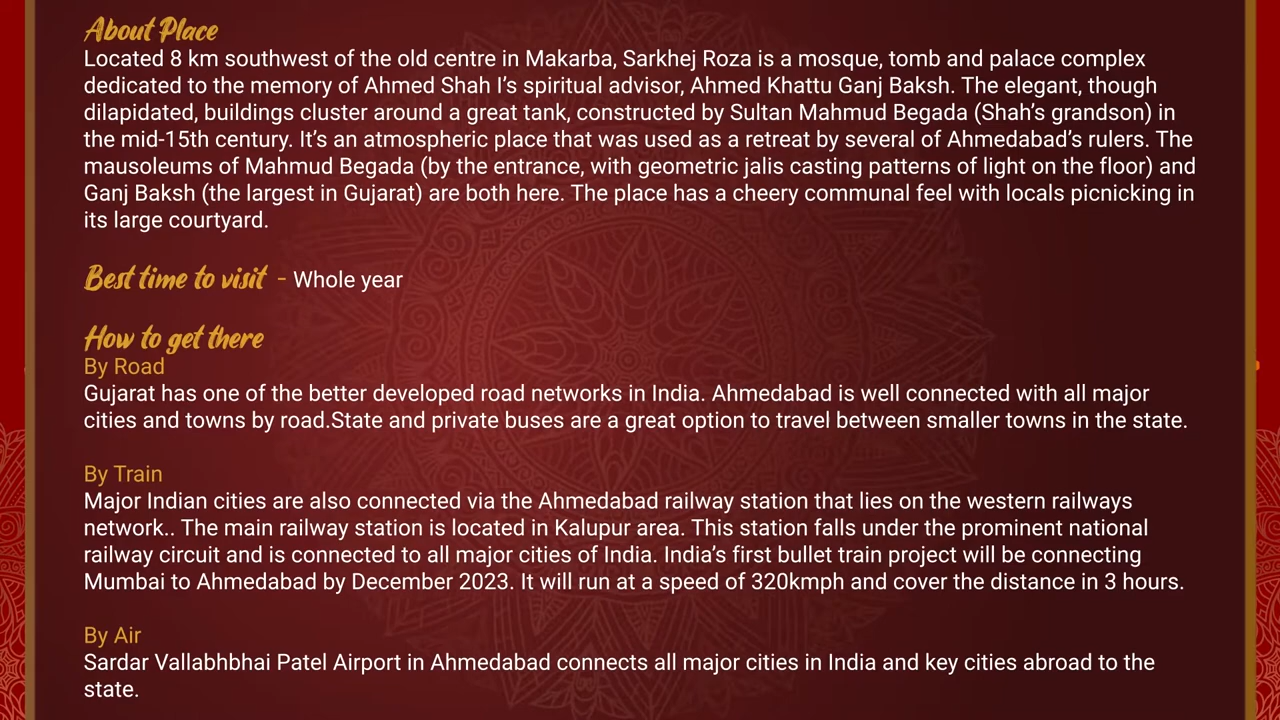 About Place
Located 8 km southwest of the old centre in Makarba, Sarkhej Roza is a mosque, tomb and palace complex
dedicated to the memory of Ahmed Shah I’s spiritual advisor, Ahmed Khattu Ganj Baksh. The elegant, though
dilapidated, buildings cluster around a great tank, constructed by Sultan Mahmud Begada (Shah’s grandson) in
the mid-15th century. It’s an atmospheric place that was used as a retreat by several of Ahmedabad’s rulers. The
mausoleums of Mahmud Begada (by the entrance, with geometric jalis casting patterns of light on the floor) and
Ganj Baksh (the largest in Gujarat) are both here. The place has a cheery communal feel with locals picnicking in
its large courtyard.
Best time to visit - Whole year
How to get there
By Road
Gujarat has one of the better developed road networks in India. Ahmedabad is well connected with all major
cities and towns by road.State and private buses are a great option to travel between smaller towns in the state.
By Train
Major Indian cities are also connected via the Ahmedabad railway station that lies on the western railways
network.. The main railway station is located in Kalupur area. This station falls under the prominent national
railway circuit and is connected to all major cities of India. India’s first bullet train project will be connecting
Mumbai to Ahmedabad by December 2023. It will run at a speed of 320kmph and cover the distance in 3 hours.
By Air
Sardar Vallabhbhai Patel Airport in Ahmedabad connects all major cities in India and key cities abroad to the
state.